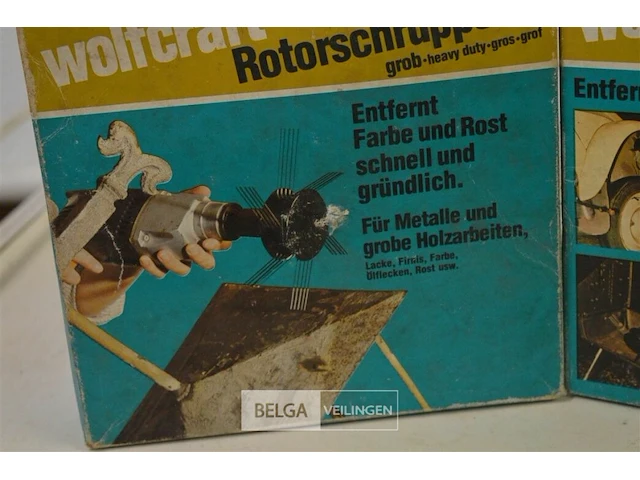 wolfcraft
Rotorschruppe
grob·heavy duty·gros·grof
Entfernt
Farbe und Rost
schnell und
gründlich.
Für Metalle und
grobe Holzarbeiten,
Lacke, Firnis, Farbe,
Ölflecken, Rost usw.
Entfern
BELGA VEILINGEN